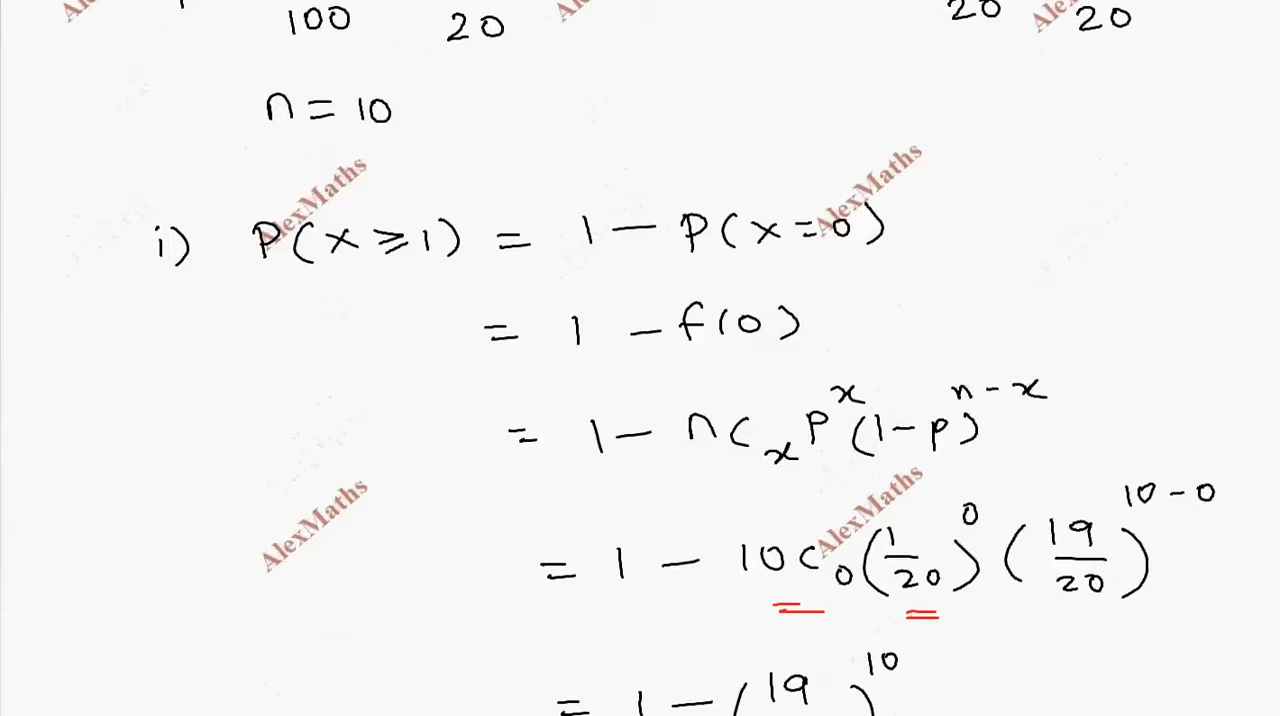 100 20 20 20
n = 10
i) P(x ≥ 1) = 1 − P(x = 0)
= 1 − f(0)
= 1 − nCₓ pˣ (1 − p)ⁿ⁻ˣ
= 1 − 10C₀ (1/20)⁰ (19/20)¹⁰⁻⁰
= 1 − (19 )¹⁰
AlexMaths
AlexMaths
AlexMaths
AlexMaths